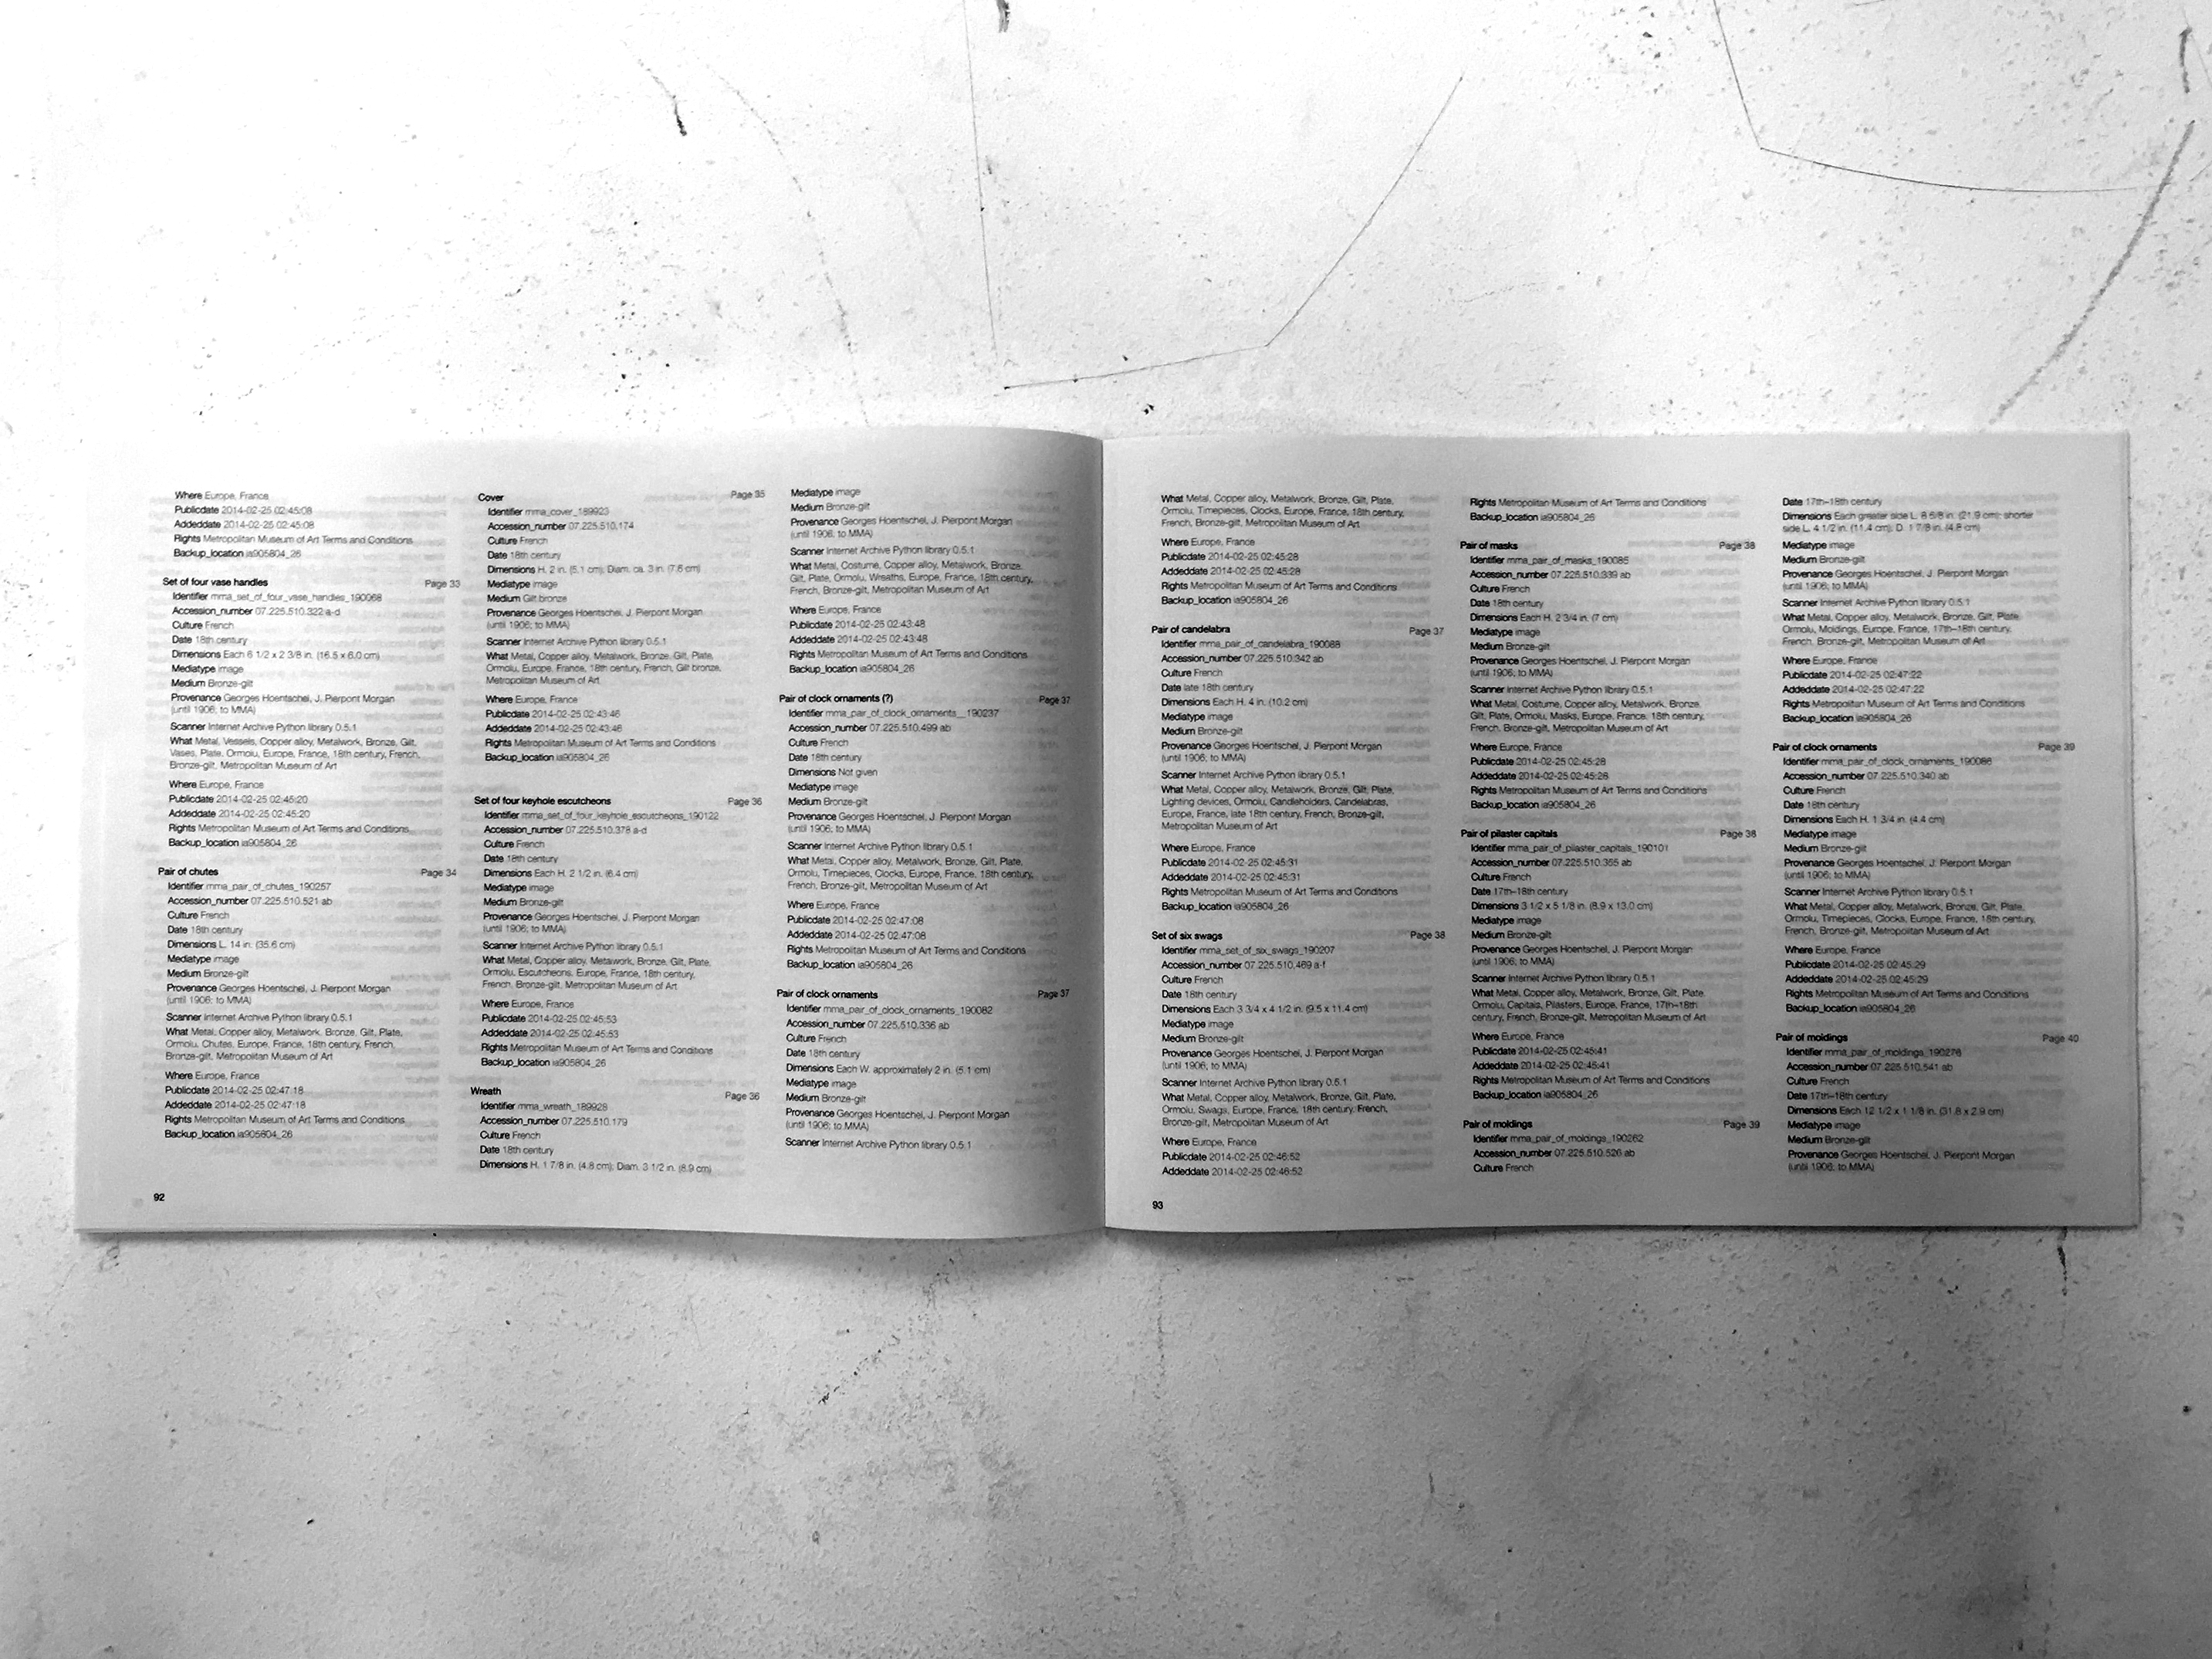 Where Europe, France
Publicdate 2014-02-25 02:45:08
Addeddate 2014-02-25 02:45:08
Rights Metropolitan Museum of Art Terms and Conditions
Backup_location ia905804_26
Set of four vase handles Page 33
Identifier mma_set_of_four_vase_handles_190068
Accession_number 07.225.510.322 a-d
Culture French
Date 18th century
Dimensions Each 6 1/2 x 2 3/8 in. (16.5 x 6.0 cm)
Mediatype image
Medium Bronze-gilt
Provenance Georges Hoentschel, J. Pierpont Morgan
(until 1906; to MMA)
Scanner Internet Archive Python library 0.5.1
What Metal, Vessels, Copper alloy, Metalwork, Bronze, Gilt,
Vases, Plate, Ormolu, Europe, France, 18th century, French,
Bronze-gilt, Metropolitan Museum of Art
Where Europe, France
Publicdate 2014-02-25 02:45:20
Addeddate 2014-02-25 02:45:20
Rights Metropolitan Museum of Art Terms and Conditions
Backup_location ia905804_26
Pair of chutes Page 34
Identifier mma_pair_of_chutes_190257
Accession_number 07.225.510.521 ab
Culture French
Date 18th century
Dimensions L. 14 in. (35.6 cm)
Mediatype image
Medium Bronze-gilt
Provenance Georges Hoentschel, J. Pierpont Morgan
(until 1906; to MMA)
Scanner Internet Archive Python library 0.5.1
What Metal, Copper alloy, Metalwork, Bronze, Gilt, Plate,
Ormolu, Chutes, Europe, France, 18th century, French,
Bronze-gilt, Metropolitan Museum of Art
Where Europe, France
Publicdate 2014-02-25 02:47:18
Addeddate 2014-02-25 02:47:18
Rights Metropolitan Museum of Art Terms and Conditions
Backup_location ia905804_26
92
Cover Page 35
Identifier mma_cover_189923
Accession_number 07.225.510.174
Culture French
Date 18th century
Dimensions H. 2 in. (5.1 cm); Diam. ca. 3 in. (7.6 cm)
Mediatype image
Medium Gilt bronze
Provenance Georges Hoentschel, J. Pierpont Morgan
(until 1906; to MMA)
Scanner Internet Archive Python library 0.5.1
What Metal, Copper alloy, Metalwork, Bronze, Gilt, Plate,
Ormolu, Europe, France, 18th century, French, Gilt bronze,
Metropolitan Museum of Art
Where Europe, France
Publicdate 2014-02-25 02:43:46
Addeddate 2014-02-25 02:43:46
Rights Metropolitan Museum of Art Terms and Conditions
Backup_location ia905804_26
Set of four keyhole escutcheons Page 36
Identifier mma_set_of_four_keyhole_escutcheons_190122
Accession_number 07.225.510.378 a-d
Culture French
Date 18th century
Dimensions Each H. 2 1/2 in. (6.4 cm)
Mediatype image
Medium Bronze-gilt
Provenance Georges Hoentschel, J. Pierpont Morgan
(until 1906; to MMA)
Scanner Internet Archive Python library 0.5.1
What Metal, Copper alloy, Metalwork, Bronze, Gilt, Plate,
Ormolu, Escutcheons, Europe, France, 18th century,
French, Bronze-gilt, Metropolitan Museum of Art
Where Europe, France
Publicdate 2014-02-25 02:45:53
Addeddate 2014-02-25 02:45:53
Rights Metropolitan Museum of Art Terms and Conditions
Backup_location ia905804_26
Wreath Page 36
Identifier mma_wreath_189928
Accession_number 07.225.510.179
Culture French
Date 18th century
Dimensions H. 1 7/8 in. (4.8 cm); Diam. 3 1/2 in. (8.9 cm)
Mediatype image
Medium Bronze-gilt
Provenance Georges Hoentschel, J. Pierpont Morgan
(until 1906; to MMA)
Scanner Internet Archive Python library 0.5.1
What Metal, Costume, Copper alloy, Metalwork, Bronze,
Gilt, Plate, Ormolu, Wreaths, Europe, France, 18th century,
French, Bronze-gilt, Metropolitan Museum of Art
Where Europe, France
Publicdate 2014-02-25 02:43:48
Addeddate 2014-02-25 02:43:48
Rights Metropolitan Museum of Art Terms and Conditions
Backup_location ia905804_26
Pair of clock ornaments (?) Page 37
Identifier mma_pair_of_clock_ornaments__190237
Accession_number 07.225.510.499 ab
Culture French
Date 18th century
Dimensions Not given
Mediatype image
Medium Bronze-gilt
Provenance Georges Hoentschel, J. Pierpont Morgan
(until 1906; to MMA)
Scanner Internet Archive Python library 0.5.1
What Metal, Copper alloy, Metalwork, Bronze, Gilt, Plate,
Ormolu, Timepieces, Clocks, Europe, France, 18th century,
French, Bronze-gilt, Metropolitan Museum of Art
Where Europe, France
Publicdate 2014-02-25 02:47:08
Addeddate 2014-02-25 02:47:08
Rights Metropolitan Museum of Art Terms and Conditions
Backup_location ia905804_26
Pair of clock ornaments Page 37
Identifier mma_pair_of_clock_ornaments_190082
Accession_number 07.225.510.336 ab
Culture French
Date 18th century
Dimensions Each W. approximately 2 in. (5.1 cm)
Mediatype image
Medium Bronze-gilt
Provenance Georges Hoentschel, J. Pierpont Morgan
(until 1906; to MMA)
Scanner Internet Archive Python library 0.5.1
What Metal, Copper alloy, Metalwork, Bronze, Gilt, Plate,
Ormolu, Timepieces, Clocks, Europe, France, 18th century,
French, Bronze-gilt, Metropolitan Museum of Art
Where Europe, France
Publicdate 2014-02-25 02:45:28
Addeddate 2014-02-25 02:45:28
Rights Metropolitan Museum of Art Terms and Conditions
Backup_location ia905804_26
Pair of candelabra Page 37
Identifier mma_pair_of_candelabra_190088
Accession_number 07.225.510.342 ab
Culture French
Date late 18th century
Dimensions Each H. 4 in. (10.2 cm)
Mediatype image
Medium Bronze-gilt
Provenance Georges Hoentschel, J. Pierpont Morgan
(until 1906; to MMA)
Scanner Internet Archive Python library 0.5.1
What Metal, Copper alloy, Metalwork, Bronze, Gilt, Plate,
Lighting devices, Ormolu, Candleholders, Candelabras,
Europe, France, late 18th century, French, Bronze-gilt,
Metropolitan Museum of Art
Where Europe, France
Publicdate 2014-02-25 02:45:31
Addeddate 2014-02-25 02:45:31
Rights Metropolitan Museum of Art Terms and Conditions
Backup_location ia905804_26
Set of six swags Page 38
Identifier mma_set_of_six_swags_190207
Accession_number 07.225.510.469 a-f
Culture French
Date 18th century
Dimensions Each 3 3/4 x 4 1/2 in. (9.5 x 11.4 cm)
Mediatype image
Medium Bronze-gilt
Provenance Georges Hoentschel, J. Pierpont Morgan
(until 1906; to MMA)
Scanner Internet Archive Python library 0.5.1
What Metal, Copper alloy, Metalwork, Bronze, Gilt, Plate,
Ormolu, Swags, Europe, France, 18th century, French,
Bronze-gilt, Metropolitan Museum of Art
Where Europe, France
Publicdate 2014-02-25 02:46:52
Addeddate 2014-02-25 02:46:52
93
Rights Metropolitan Museum of Art Terms and Conditions
Backup_location ia905804_26
Pair of masks Page 38
Identifier mma_pair_of_masks_190085
Accession_number 07.225.510.339 ab
Culture French
Date 18th century
Dimensions Each H. 2 3/4 in. (7 cm)
Mediatype image
Medium Bronze-gilt
Provenance Georges Hoentschel, J. Pierpont Morgan
(until 1906; to MMA)
Scanner Internet Archive Python library 0.5.1
What Metal, Costume, Copper alloy, Metalwork, Bronze,
Gilt, Plate, Ormolu, Masks, Europe, France, 18th century,
French, Bronze-gilt, Metropolitan Museum of Art
Where Europe, France
Publicdate 2014-02-25 02:45:28
Addeddate 2014-02-25 02:45:28
Rights Metropolitan Museum of Art Terms and Conditions
Backup_location ia905804_26
Pair of pilaster capitals Page 38
Identifier mma_pair_of_pilaster_capitals_190101
Accession_number 07.225.510.355 ab
Culture French
Date 17th–18th century
Dimensions 3 1/2 x 5 1/8 in. (8.9 x 13.0 cm)
Mediatype image
Medium Bronze-gilt
Provenance Georges Hoentschel, J. Pierpont Morgan
(until 1906; to MMA)
Scanner Internet Archive Python library 0.5.1
What Metal, Copper alloy, Metalwork, Bronze, Gilt, Plate,
Ormolu, Capitals, Pilasters, Europe, France, 17th–18th
century, French, Bronze-gilt, Metropolitan Museum of Art
Where Europe, France
Publicdate 2014-02-25 02:45:41
Addeddate 2014-02-25 02:45:41
Rights Metropolitan Museum of Art Terms and Conditions
Backup_location ia905804_26
Pair of moldings Page 39
Identifier mma_pair_of_moldings_190262
Accession_number 07.225.510.526 ab
Culture French
Date 17th–18th century
Dimensions Each greater side L. 8 5/8 in. (21.9 cm); shorter
side L. 4 1/2 in. (11.4 cm); D. 1 7/8 in. (4.8 cm)
Mediatype image
Medium Bronze-gilt
Provenance Georges Hoentschel, J. Pierpont Morgan
(until 1906; to MMA)
Scanner Internet Archive Python library 0.5.1
What Metal, Copper alloy, Metalwork, Bronze, Gilt, Plate,
Ormolu, Moldings, Europe, France, 17th–18th century,
French, Bronze-gilt, Metropolitan Museum of Art
Where Europe, France
Publicdate 2014-02-25 02:47:22
Addeddate 2014-02-25 02:47:22
Rights Metropolitan Museum of Art Terms and Conditions
Backup_location ia905804_26
Pair of clock ornaments Page 39
Identifier mma_pair_of_clock_ornaments_190086
Accession_number 07.225.510.340 ab
Culture French
Date 18th century
Dimensions Each H. 1 3/4 in. (4.4 cm)
Mediatype image
Medium Bronze-gilt
Provenance Georges Hoentschel, J. Pierpont Morgan
(until 1906; to MMA)
Scanner Internet Archive Python library 0.5.1
What Metal, Copper alloy, Metalwork, Bronze, Gilt, Plate,
Ormolu, Timepieces, Clocks, Europe, France, 18th century,
French, Bronze-gilt, Metropolitan Museum of Art
Where Europe, France
Publicdate 2014-02-25 02:45:29
Addeddate 2014-02-25 02:45:29
Rights Metropolitan Museum of Art Terms and Conditions
Backup_location ia905804_26
Pair of moldings Page 40
Identifier mma_pair_of_moldings_190276
Accession_number 07.225.510.541 ab
Culture French
Date 17th–18th century
Dimensions Each 12 1/2 x 1 1/8 in. (31.8 x 2.9 cm)
Mediatype image
Medium Bronze-gilt
Provenance Georges Hoentschel, J. Pierpont Morgan
(until 1906; to MMA)